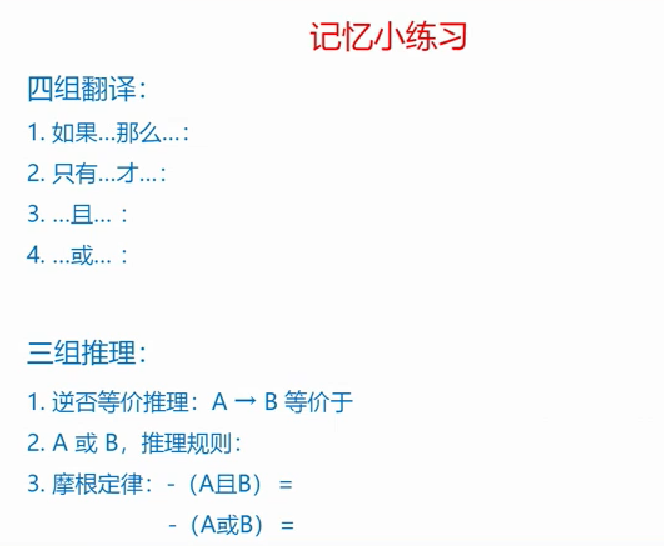 记忆小练习
四组翻译：
1. 如果...那么...：
2. 只有...才...：
3. ...且...：
4. ...或...：
三组推理：
1. 逆否等价推理：A → B 等价于
2. A 或 B，推理规则：
3. 摩根定律：-（A且B）=
-（A或B）=